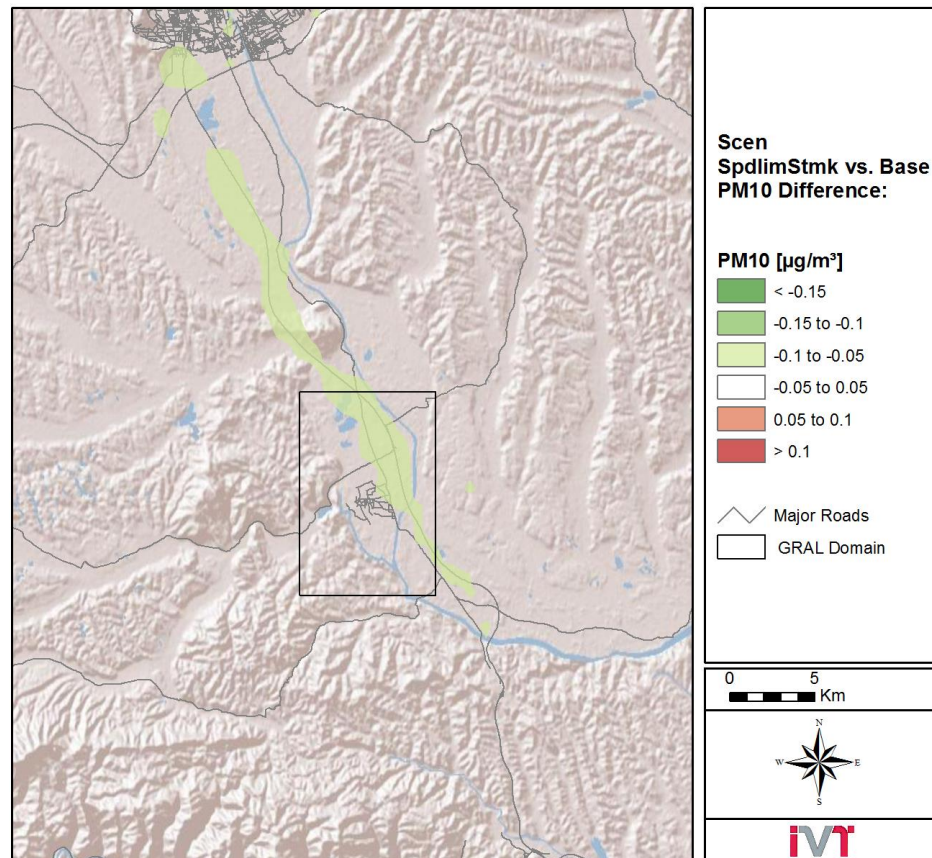 Scen
SpdlimStmk vs. Base
PM10 Difference:
PM10 [µg/m³]
< -0.15
-0.15 to -0.1
-0.1 to -0.05
-0.05 to 0.05
0.05 to 0.1
> 0.1
Major Roads
GRAL Domain
0 5
Km
N
W E
S
iVT